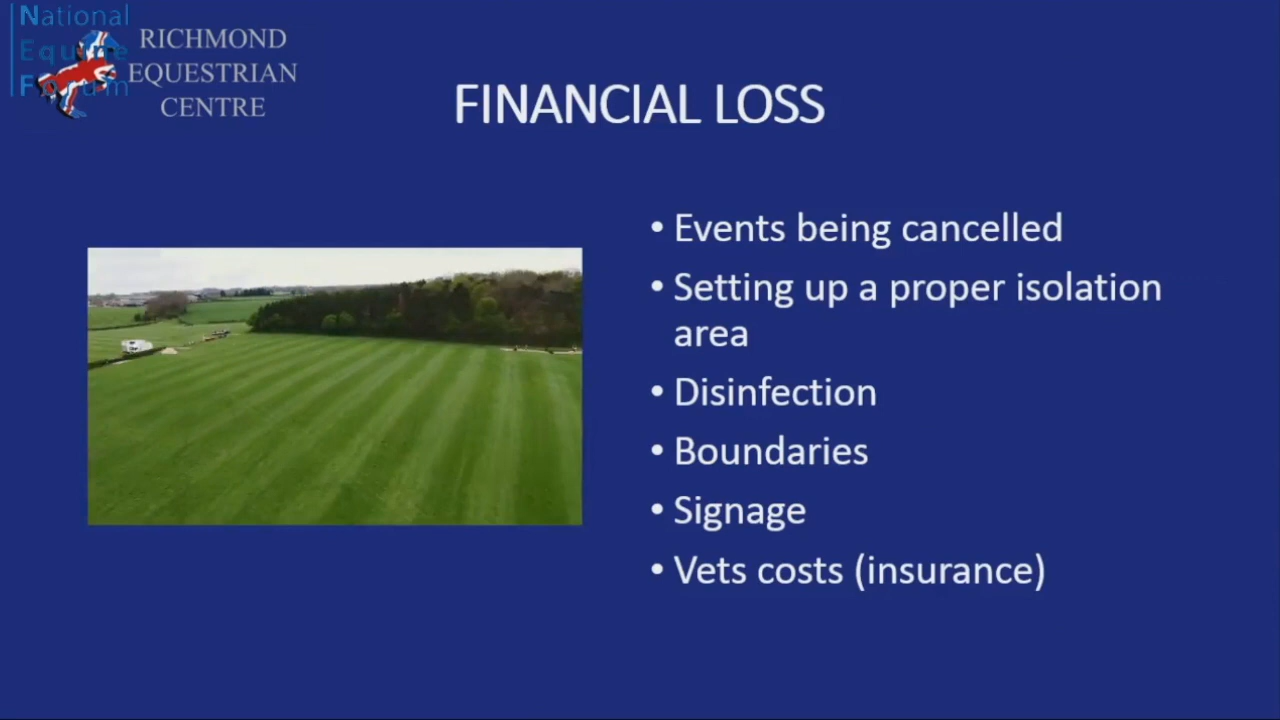 National
Equine
Forum
RICHMOND
EQUESTRIAN
CENTRE
FINANCIAL LOSS
• Events being cancelled
• Setting up a proper isolation
area
• Disinfection
• Boundaries
• Signage
• Vets costs (insurance)